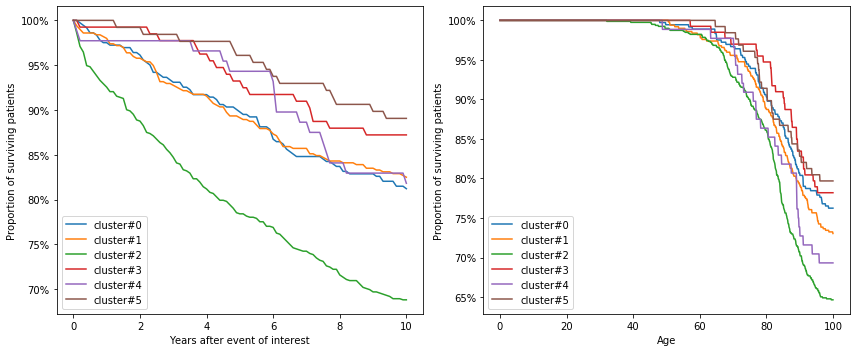 Proportion of surviving patients
100%
95%
90%
85%
80%
75%
70%
cluster#0
cluster#1
cluster#2
cluster#3
cluster#4
cluster#5
0 2 4 6 8 10
Years after event of interest
Proportion of surviving patients
100%
95%
90%
85%
80%
75%
70%
65%
cluster#0
cluster#1
cluster#2
cluster#3
cluster#4
cluster#5
0 20 40 60 80 100
Age